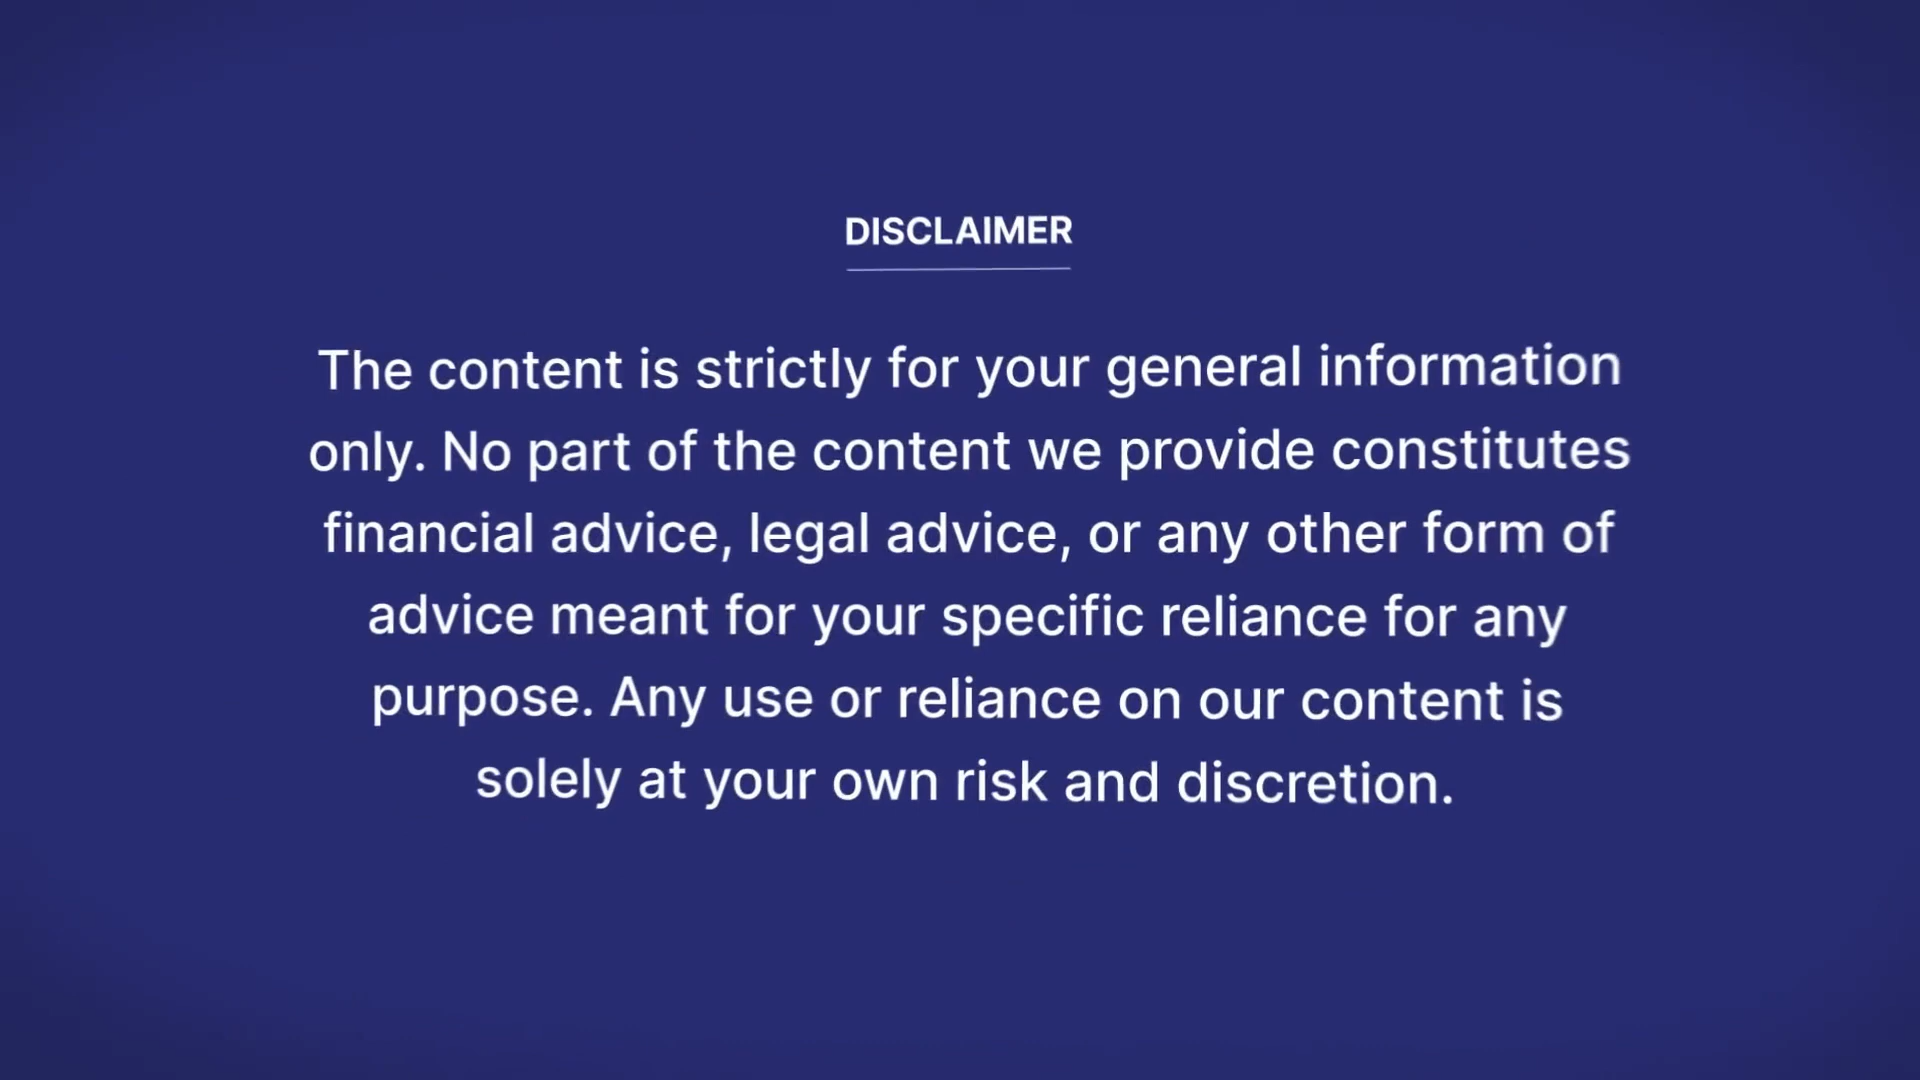 DISCLAIMER
The content is strictly for your general information
only. No part of the content we provide constitutes
financial advice, legal advice, or any other form of
advice meant for your specific reliance for any
purpose. Any use or reliance on our content is
solely at your own risk and discretion.